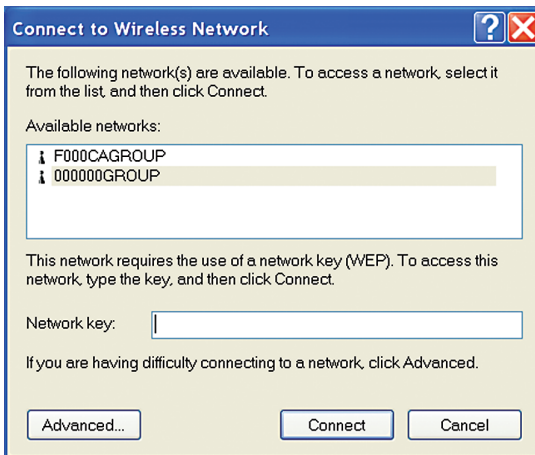 Connect to Wireless Network
?
X
The following network(s) are available. To access a network, select it
from the list, and then click Connect.
Available networks:
F000CAGROUP
000000GROUP
This network requires the use of a network key (WEP). To access this
network, type the key, and then click Connect.
Network key:
If you are having difficulty connecting to a network, click Advanced.
Advanced... Connect Cancel